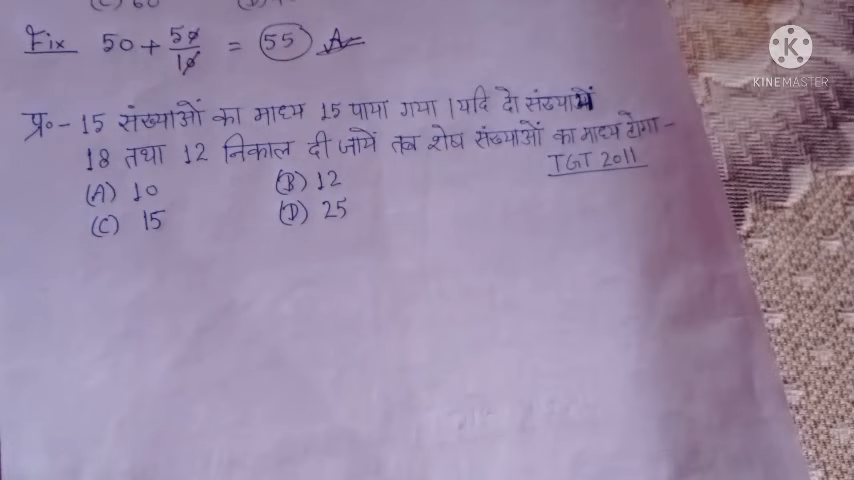 (C) 60
Fix 50 + 50/10 = 55 A
KINEMASTER
प्र॰- 15 संख्याओं का माध्य 15 पाया गया । यदि दो संख्यायें
18 तथा 12 निकाल दी जायें तब शेष संख्याओं का माध्य होगा -
TGT 2011
(A) 10 (B) 12
(C) 15 (D) 25